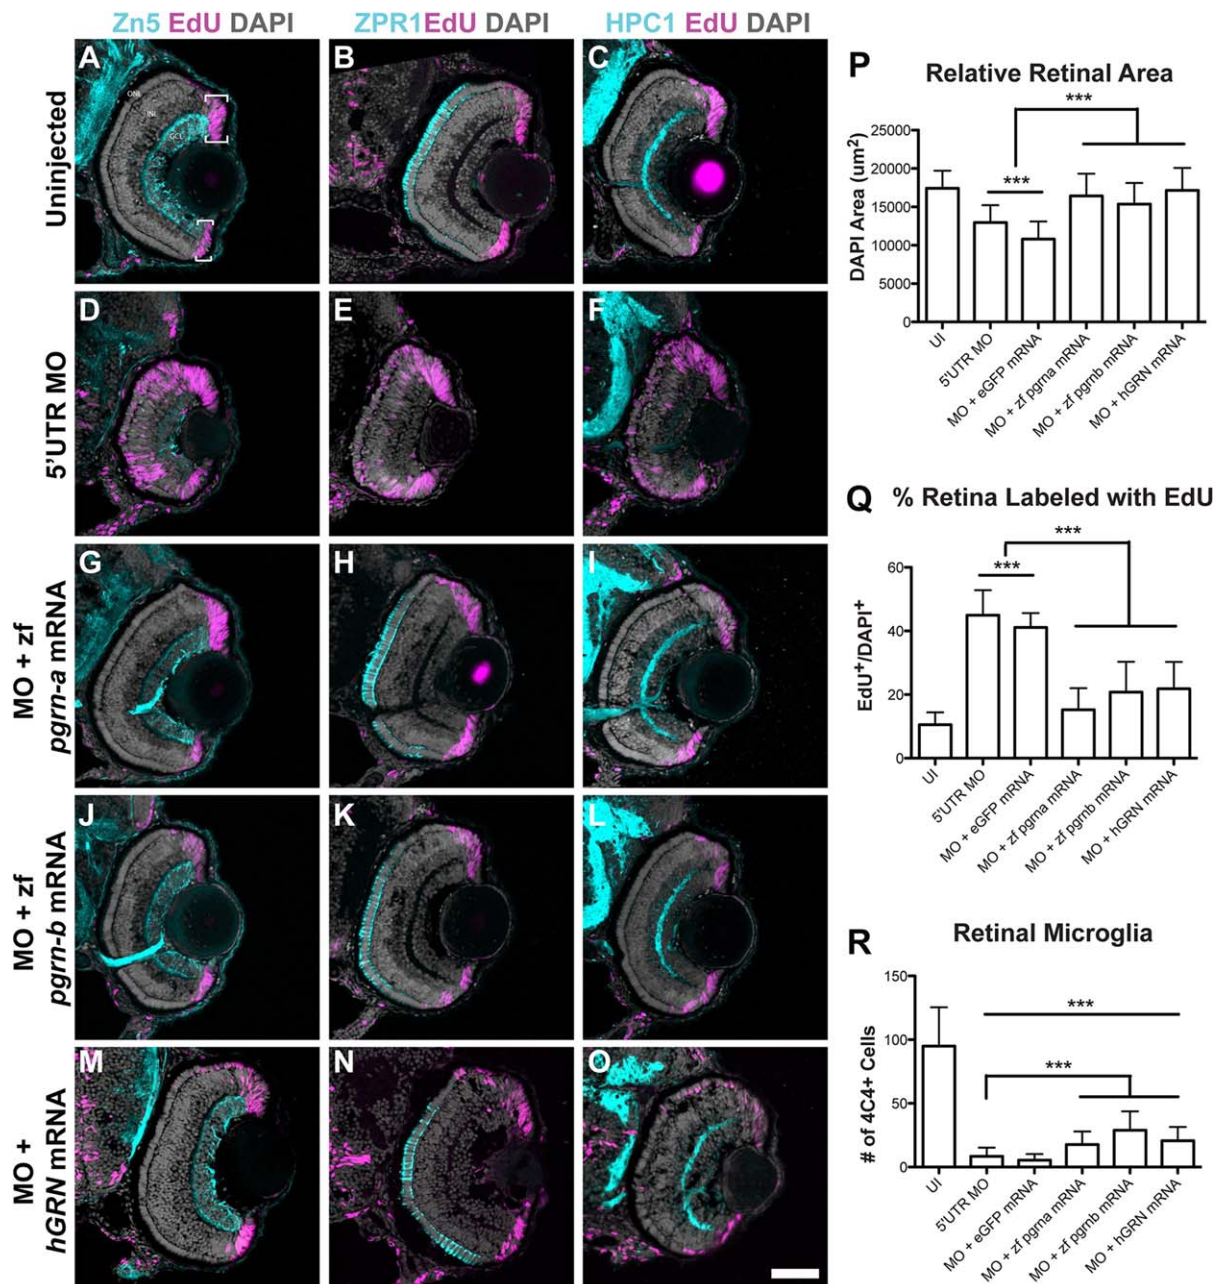 Zn5 EdU DAPI
ZPR1EdU DAPI
HPC1 EdU DAPI
Uninjected
A
ONL
INL
GCL
B
C
5'UTR MO
D
E
F
MO + zf
pgrn-a mRNA
G
H
I
MO + zf
pgrn-b mRNA
J
K
L
MO +
hGRN mRNA
M
N
O
P Relative Retinal Area
***
***
DAPI Area (um²)
25000
20000
15000
10000
5000
0
UI
5'UTR MO
MO + eGFP mRNA
MO + zf pgrna mRNA
MO + zf pgrnb mRNA
MO + hGRN mRNA
Q % Retina Labeled with EdU
***
***
EdU⁺/DAPI⁺
60
40
20
0
UI
5'UTR MO
MO + eGFP mRNA
MO + zf pgrna mRNA
MO + zf pgrnb mRNA
MO + hGRN mRNA
R Retinal Microglia
***
***
# of 4C4+ Cells
150
100
50
0
UI
5'UTR MO
MO + eGFP mRNA
MO + zf pgrna mRNA
MO + zf pgrnb mRNA
MO + hGRN mRNA